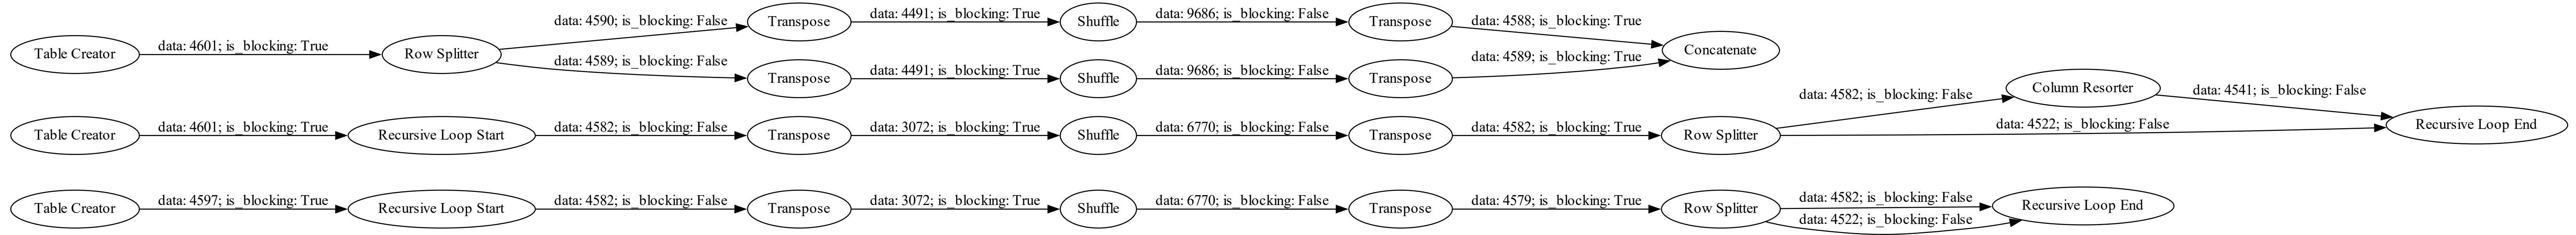 Table Creator
data: 4601; is_blocking: True
Row Splitter
data: 4590; is_blocking: False
Transpose
data: 4491; is_blocking: True
Shuffle
data: 9686; is_blocking: False
Transpose
data: 4588; is_blocking: True
data: 4589; is_blocking: False
Transpose
data: 4491; is_blocking: True
Shuffle
data: 9686; is_blocking: False
Transpose
data: 4589; is_blocking: True
Concatenate
Table Creator
data: 4601; is_blocking: True
Recursive Loop Start
data: 4582; is_blocking: False
Transpose
data: 3072; is_blocking: True
Shuffle
data: 6770; is_blocking: False
Transpose
data: 4582; is_blocking: True
Row Splitter
data: 4582; is_blocking: False
Column Resorter
data: 4541; is_blocking: False
data: 4522; is_blocking: False
Recursive Loop End
Table Creator
data: 4597; is_blocking: True
Recursive Loop Start
data: 4582; is_blocking: False
Transpose
data: 3072; is_blocking: True
Shuffle
data: 6770; is_blocking: False
Transpose
data: 4579; is_blocking: True
Row Splitter
data: 4582; is_blocking: False
data: 4522; is_blocking: False
Recursive Loop End